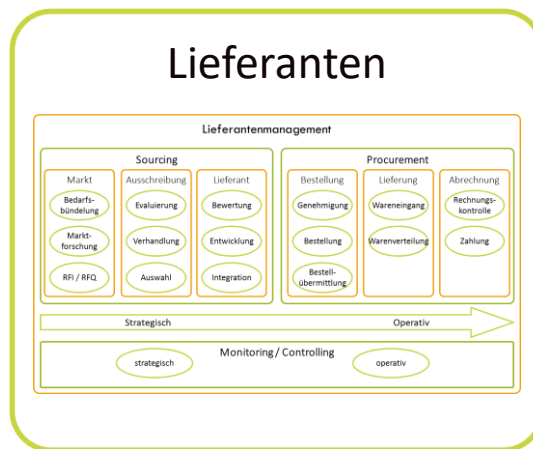 Lieferanten
Lieferantenmanagement
Sourcing
Markt
Bedarfs-
bündelung
Markt-
forschung
RFI / RFQ
Ausschreibung
Evaluierung
Verhandlung
Auswahl
Lieferant
Bewertung
Entwicklung
Integration
Procurement
Bestellung
Genehmigung
Bestellung
Bestell-
übermittlung
Lieferung
Wareneingang
Warenverteilung
Abrechnung
Rechnungs-
kontrolle
Zahlung
Strategisch
Operativ
Monitoring / Controlling
strategisch
operativ